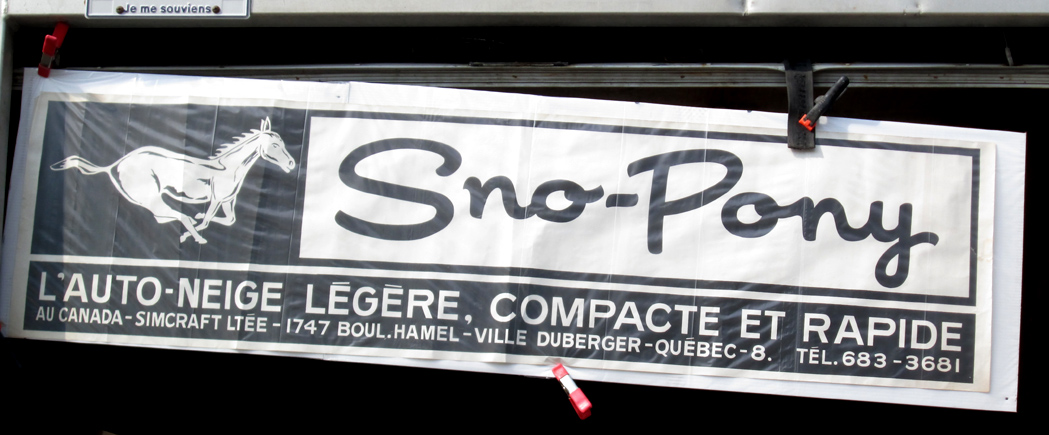 Je me souviens
Sno-Pony
L'AUTO-NEIGE LÉGÈRE, COMPACTE ET RAPIDE
AU CANADA - SIMCRAFT LTÉE - 1747 BOUL. HAMEL - VILLE DUBERGER - QUÉBEC - 8. TÉL. 683-3681